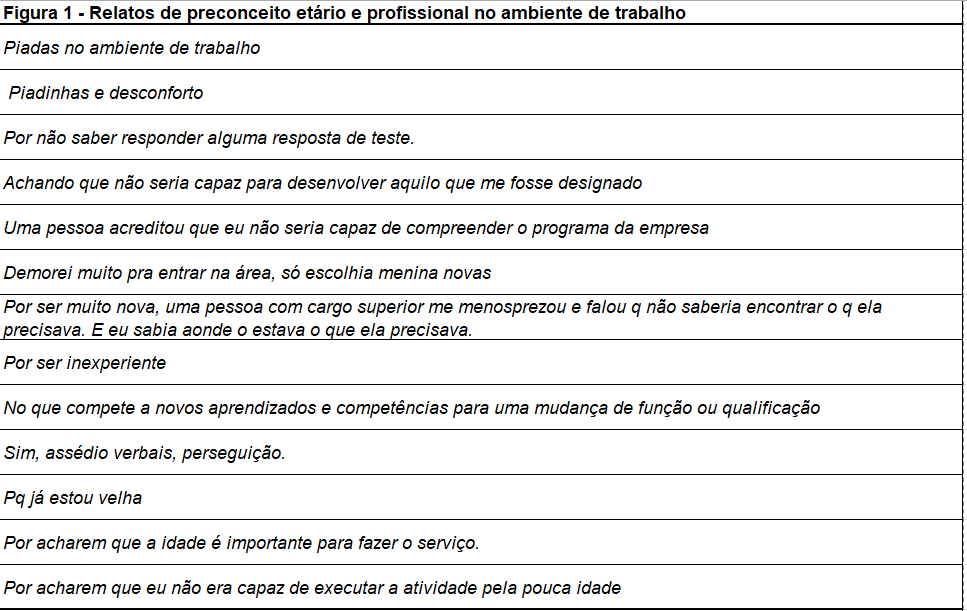 Figura 1 - Relatos de preconceito etário e profissional no ambiente de trabalho
Piadas no ambiente de trabalho
Piadinhas e desconforto
Por não saber responder alguma resposta de teste.
Achando que não seria capaz para desenvolver aquilo que me fosse designado
Uma pessoa acreditou que eu não seria capaz de compreender o programa da empresa
Demorei muito pra entrar na área, só escolhia menina novas
Por ser muito nova, uma pessoa com cargo superior me menosprezou e falou q não saberia encontrar o q ela
precisava. E eu sabia aonde o estava o que ela precisava.
Por ser inexperiente
No que compete a novos aprendizados e competências para uma mudança de função ou qualificação
Sim, assédio verbais, perseguição.
Pq já estou velha
Por acharem que a idade é importante para fazer o serviço.
Por acharem que eu não era capaz de executar a atividade pela pouca idade